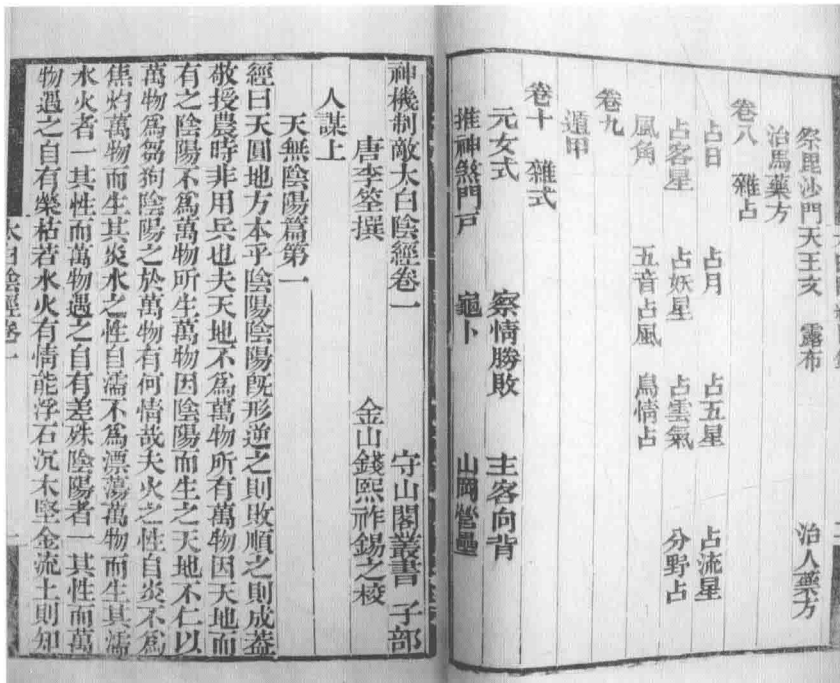 祭毘沙門天王文　露布　治人藥方
治馬藥方
卷八　雜占
占日　占月　占五星　占流星
占客星　占妖星　占雲氣　分野占
風角　五音占風　鳥情占
卷九
遁甲
卷十　雜式
元女式　察情勝敗　主客向背
推神煞門戸　龜卜　山岡營壘
神機制敵太白陰經卷一　守山閣叢書　子部
唐李筌撰　金山錢熙祚錫之校
人謀上
天無陰陽篇第一
經曰天圓地方本乎陰陽陰陽旣形逆之則敗順之則成蓋
敬授農時非用兵也夫天地不爲萬物所有萬物因天地而
有之陰陽不爲萬物所生萬物因陰陽而生之天地不仁以
萬物爲芻狗陰陽之於萬物有何情哉夫火之性自炎不爲
焦灼萬物而生其炎水之性自濡不爲漂蕩萬物而生其濡
水火者一其性而萬物遇之自有差殊陰陽者一其性而萬
物遇之自有榮枯若水火有情能浮石沉木堅金流土則知
太白陰經卷一